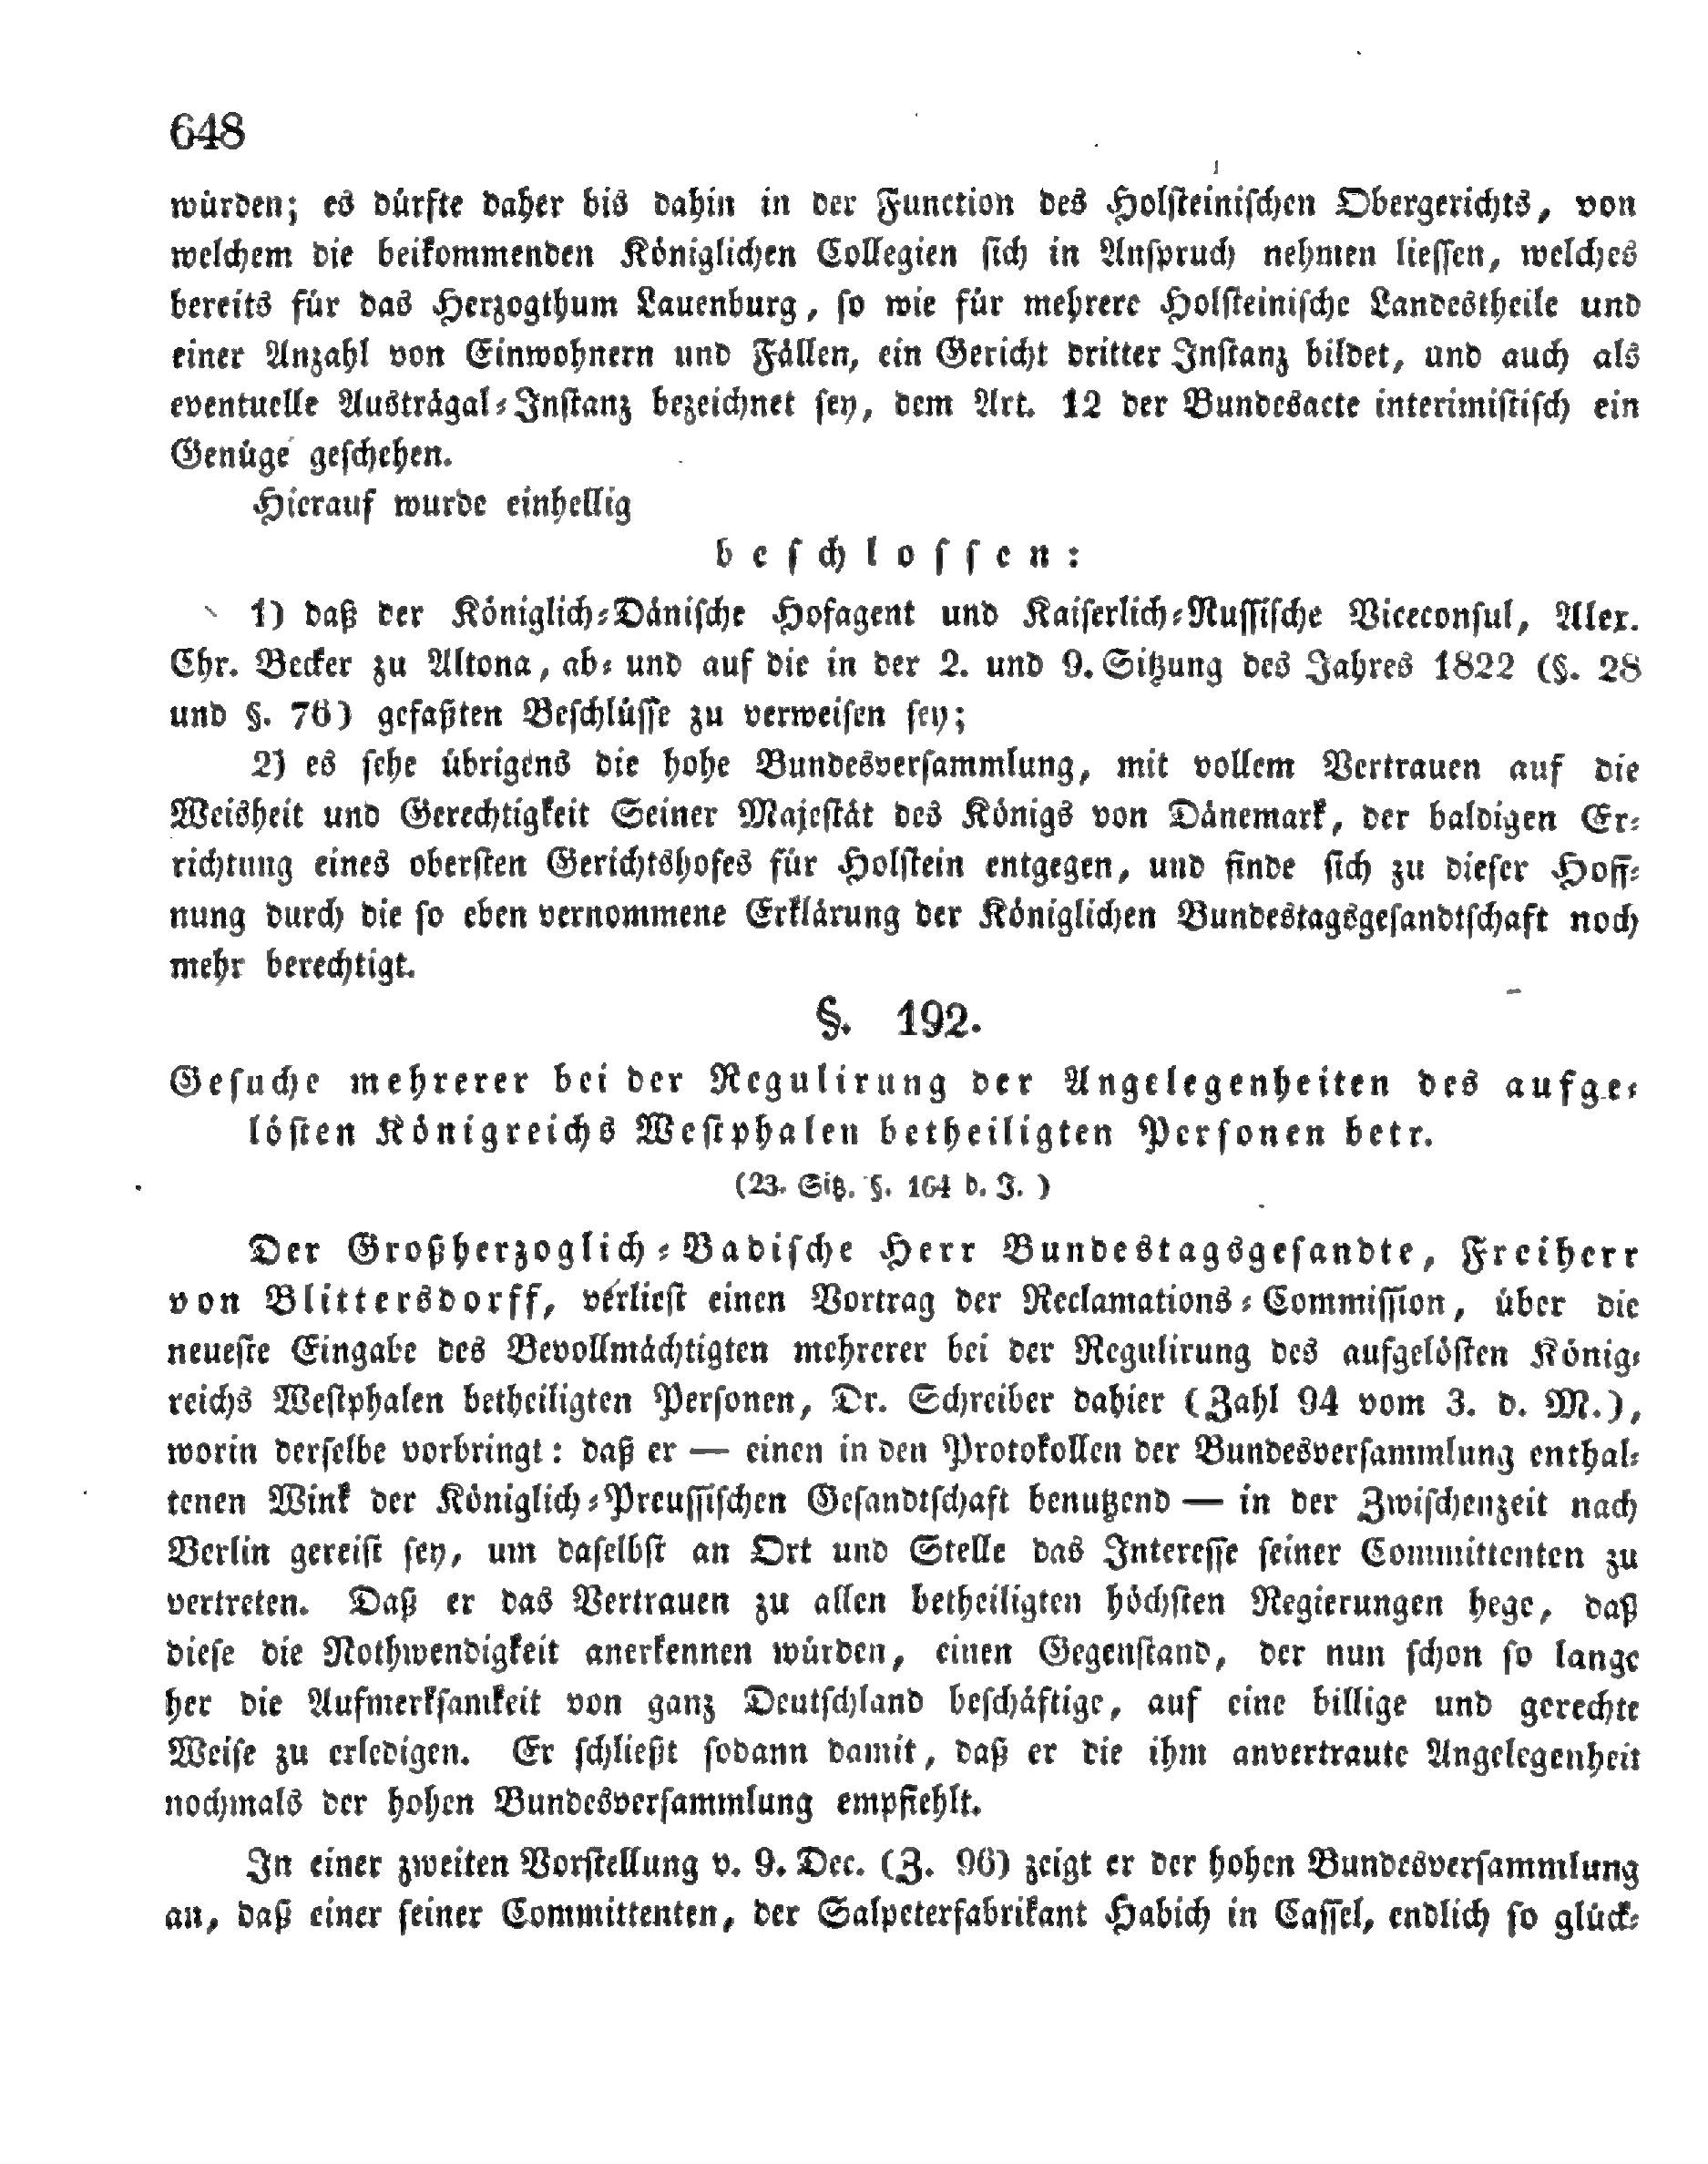 648
würden; es dürfte daher bis dahin in der Function des Holsteinischen Obergerichts, von
welchem die beikommenden Königlichen Collegien sich in Anspruch nehmen liessen, welches
bereits für das Herzogthum Lauenburg, so wie für mehrere Holsteinische Landestheile und
einer Anzahl von Einwohnern und Fällen, ein Gericht dritter Instanz bildet, und auch als
eventuelle Austrägal-Instanz bezeichnet sey, dem Art. 12 der Bundesacte interimistisch ein
Genüge geschehen.
Hierauf wurde einhellig
beschlossen:
1) daß der Königlich-Dänische Hofagent und Kaiserlich-Russische Viceconsul, Alex.
Chr. Becker zu Altona, ab- und auf die in der 2. und 9. Sitzung des Jahres 1822 (§. 28
und §. 76) gefaßten Beschlüsse zu verweisen sey;
2) es sehe übrigens die hohe Bundesversammlung, mit vollem Vertrauen auf die
Weisheit und Gerechtigkeit Seiner Majestät des Königs von Dänemark, der baldigen Er-
richtung eines obersten Gerichtshofes für Holstein entgegen, und finde sich zu dieser Hoff-
nung durch die so eben vernommene Erklärung der Königlichen Bundestagsgesandtschaft noch
mehr berechtigt.
§. 192.
Gesuche mehrerer bei der Regulirung der Angelegenheiten des aufge-
lösten Königreichs Westphalen betheiligten Personen betr.
(23. Sitz. §. 164 d. J.)
Der Großherzoglich-Badische Herr Bundestagsgesandte, Freiherr
von Blittersdorff, verliest einen Vortrag der Reclamations-Commission, über die
neueste Eingabe des Bevollmächtigten mehrerer bei der Regulirung des aufgelösten König-
reichs Westphalen betheiligten Personen, Dr. Schreiber dahier (Zahl 94 vom 3. d. M.),
worin derselbe vorbringt: daß er — einen in den Protokollen der Bundesversammlung enthal-
tenen Wink der Königlich-Preussischen Gesandtschaft benutzend — in der Zwischenzeit nach
Berlin gereist sey, um daselbst an Ort und Stelle das Interesse seiner Committenten zu
vertreten. Daß er das Vertrauen zu allen betheiligten höchsten Regierungen hege, daß
diese die Nothwendigkeit anerkennen würden, einen Gegenstand, der nun schon so lange
her die Aufmerksamkeit von ganz Deutschland beschäftige, auf eine billige und gerechte
Weise zu erledigen. Er schließt sodann damit, daß er die ihm anvertraute Angelegenheit
nochmals der hohen Bundesversammlung empfiehlt.
In einer zweiten Vorstellung v. 9. Dec. (Z. 96) zeigt er der hohen Bundesversammlung
an, daß einer seiner Committenten, der Salpeterfabrikant Habich in Cassel, endlich so glück-